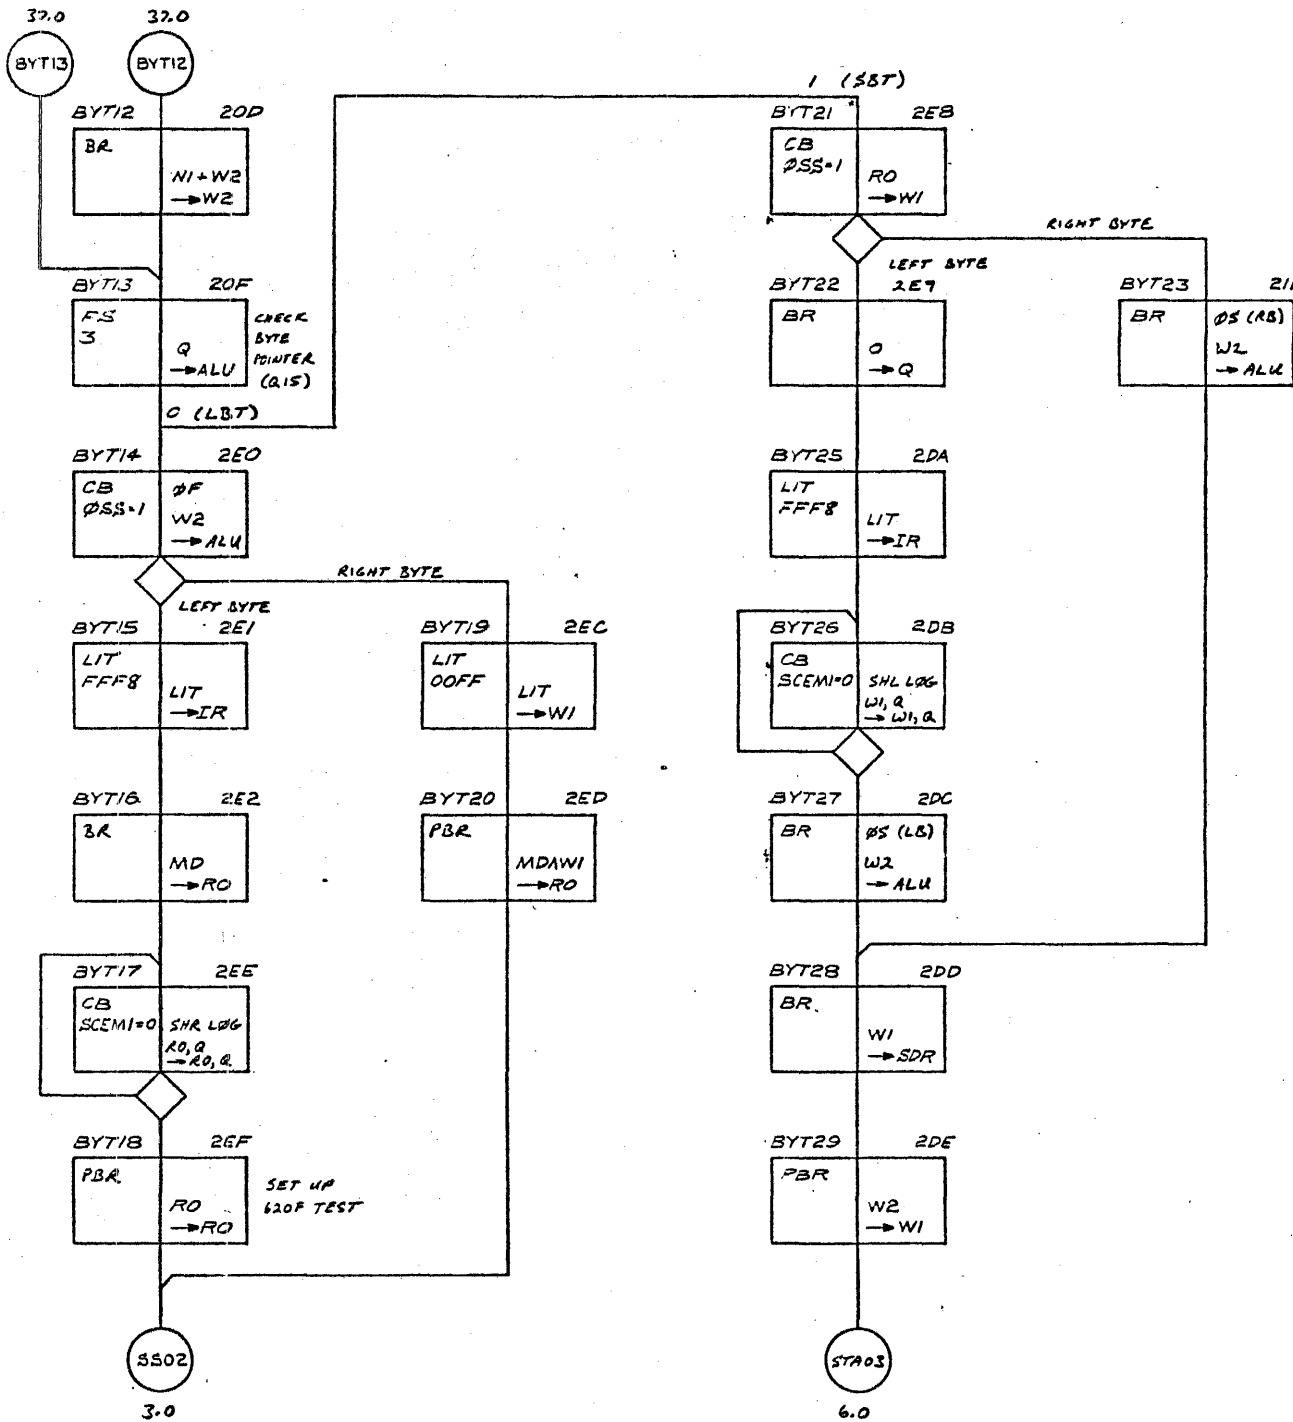 37.0
37.0
BYT13
BYT12
BYT12 20D
BR
N1+W2
→W2
BYT13 20F
FS
3
Q
→ALU
CHECK
BYTE
POINTER
(Q15)
0 (LBT)
BYT14 2E0
CB
ØSS=1
ØF
W2
→ALU
RIGHT BYTE
LEFT BYTE
BYT15 2E1
LIT
FFF8
LIT
→IR
BYT19 2EC
LIT
00FF
LIT
→W1
BYT16 2E2
BR
MD
→R0
BYT20 2ED
PBR
MD∧W1
→R0
BYT17 2EE
CB
SCEM1=0
SHR LØG
R0, Q
→R0, Q
BYT18 2EF
PBR
R0
→R0
SET UP
620F TEST
SS02
3.0
1 (SBT)
BYT21 2E8
CB
ØSS=1
R0
→W1
RIGHT BYTE
LEFT BYTE
BYT22 2E9
BR
0
→Q
BYT23
BR
ØS (RB)
W2
→ALU
BYT25 2DA
LIT
FFF8
LIT
→IR
BYT26 2DB
CB
SCEM1=0
SHL LØG
W1, Q
→W1, Q
BYT27 2DC
BR
ØS (LB)
W2
→ALU
BYT28 2DD
BR
W1
→SDR
BYT29 2DE
PBR
W2
→W1
STA03
6.0